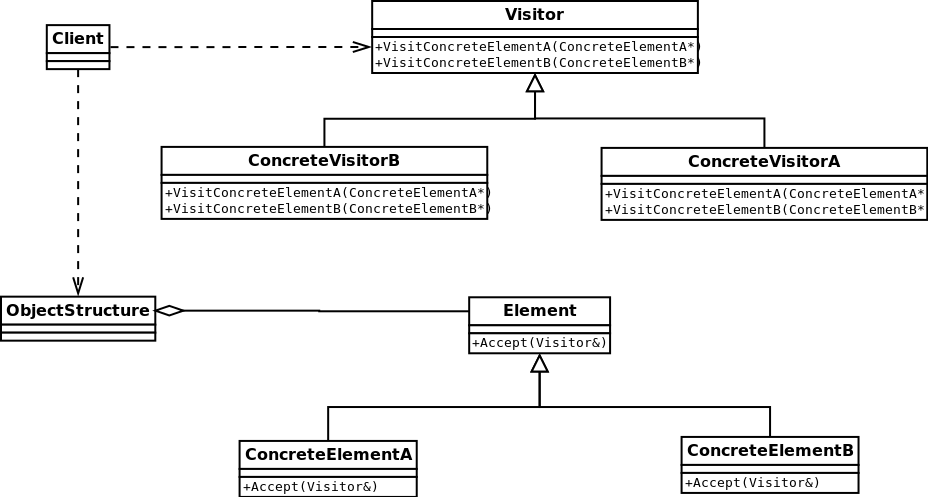 Visitor
+VisitConcreteElementA(ConcreteElementA*)
+VisitConcreteElementB(ConcreteElementB*)
Client
ConcreteVisitorB
+VisitConcreteElementA(ConcreteElementA*)
+VisitConcreteElementB(ConcreteElementB*)
ConcreteVisitorA
+VisitConcreteElementA(ConcreteElementA*
+VisitConcreteElementB(ConcreteElementB*
ObjectStructure
Element
+Accept(Visitor&)
ConcreteElementA
+Accept(Visitor&)
ConcreteElementB
+Accept(Visitor&)